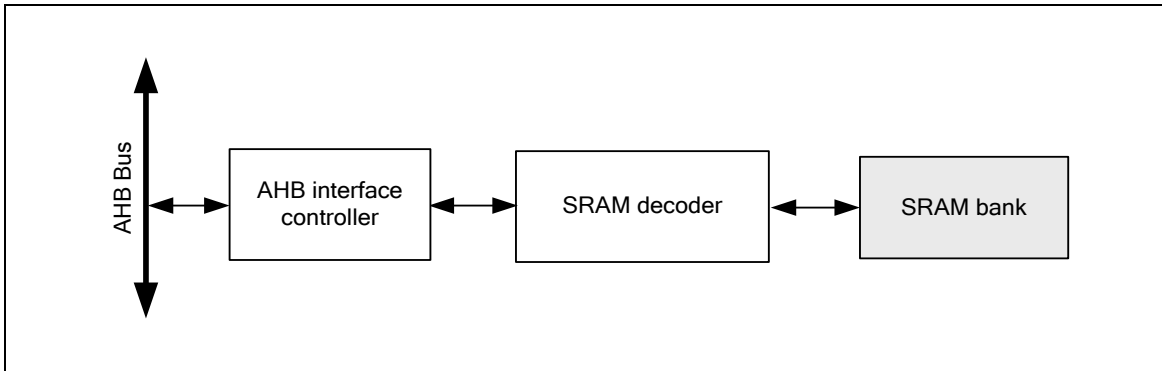 AHB Bus
AHB interface
controller
SRAM decoder
SRAM bank